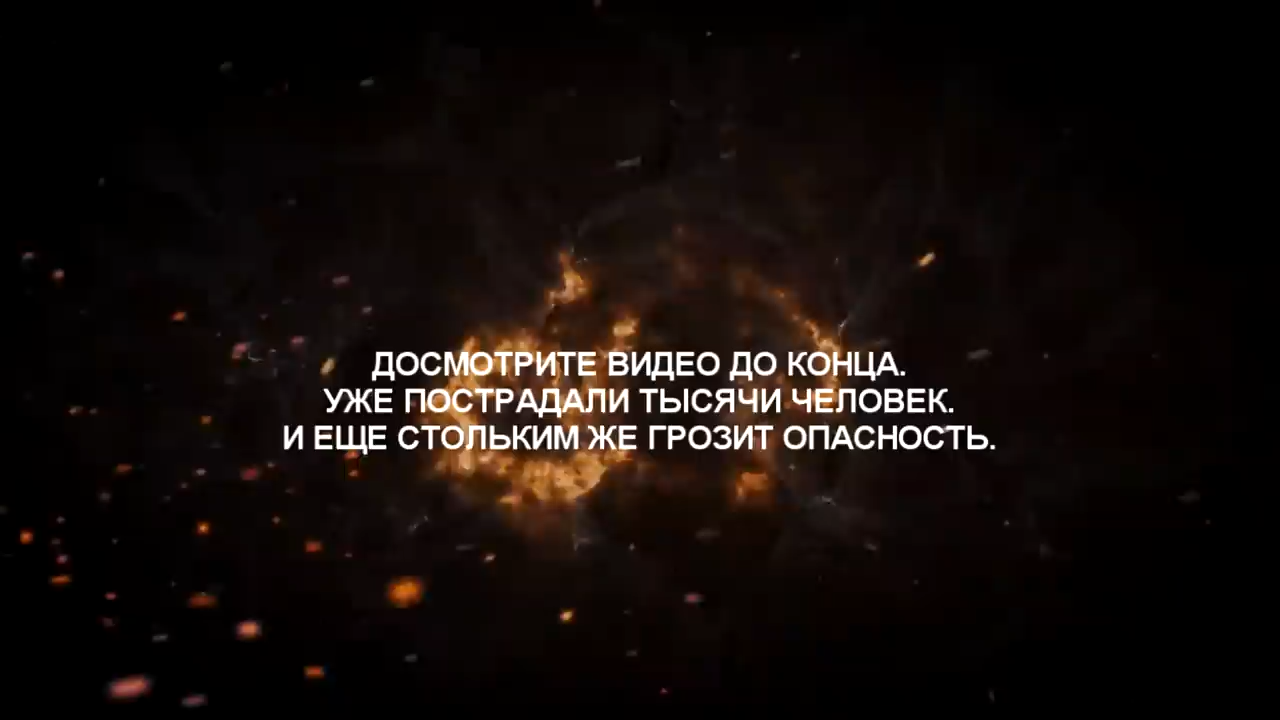 ДОСМОТРИТЕ ВИДЕО ДО КОНЦА.
УЖЕ ПОСТРАДАЛИ ТЫСЯЧИ ЧЕЛОВЕК.
И ЕЩЕ СТОЛЬКИМ ЖЕ ГРОЗИТ ОПАСНОСТЬ.